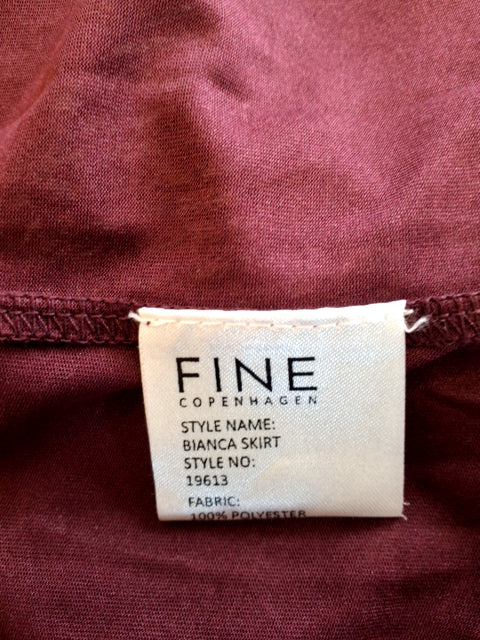 FINE
COPENHAGEN
STYLE NAME:
BIANCA SKIRT
STYLE NO:
19613
FABRIC:
100% POLYESTER